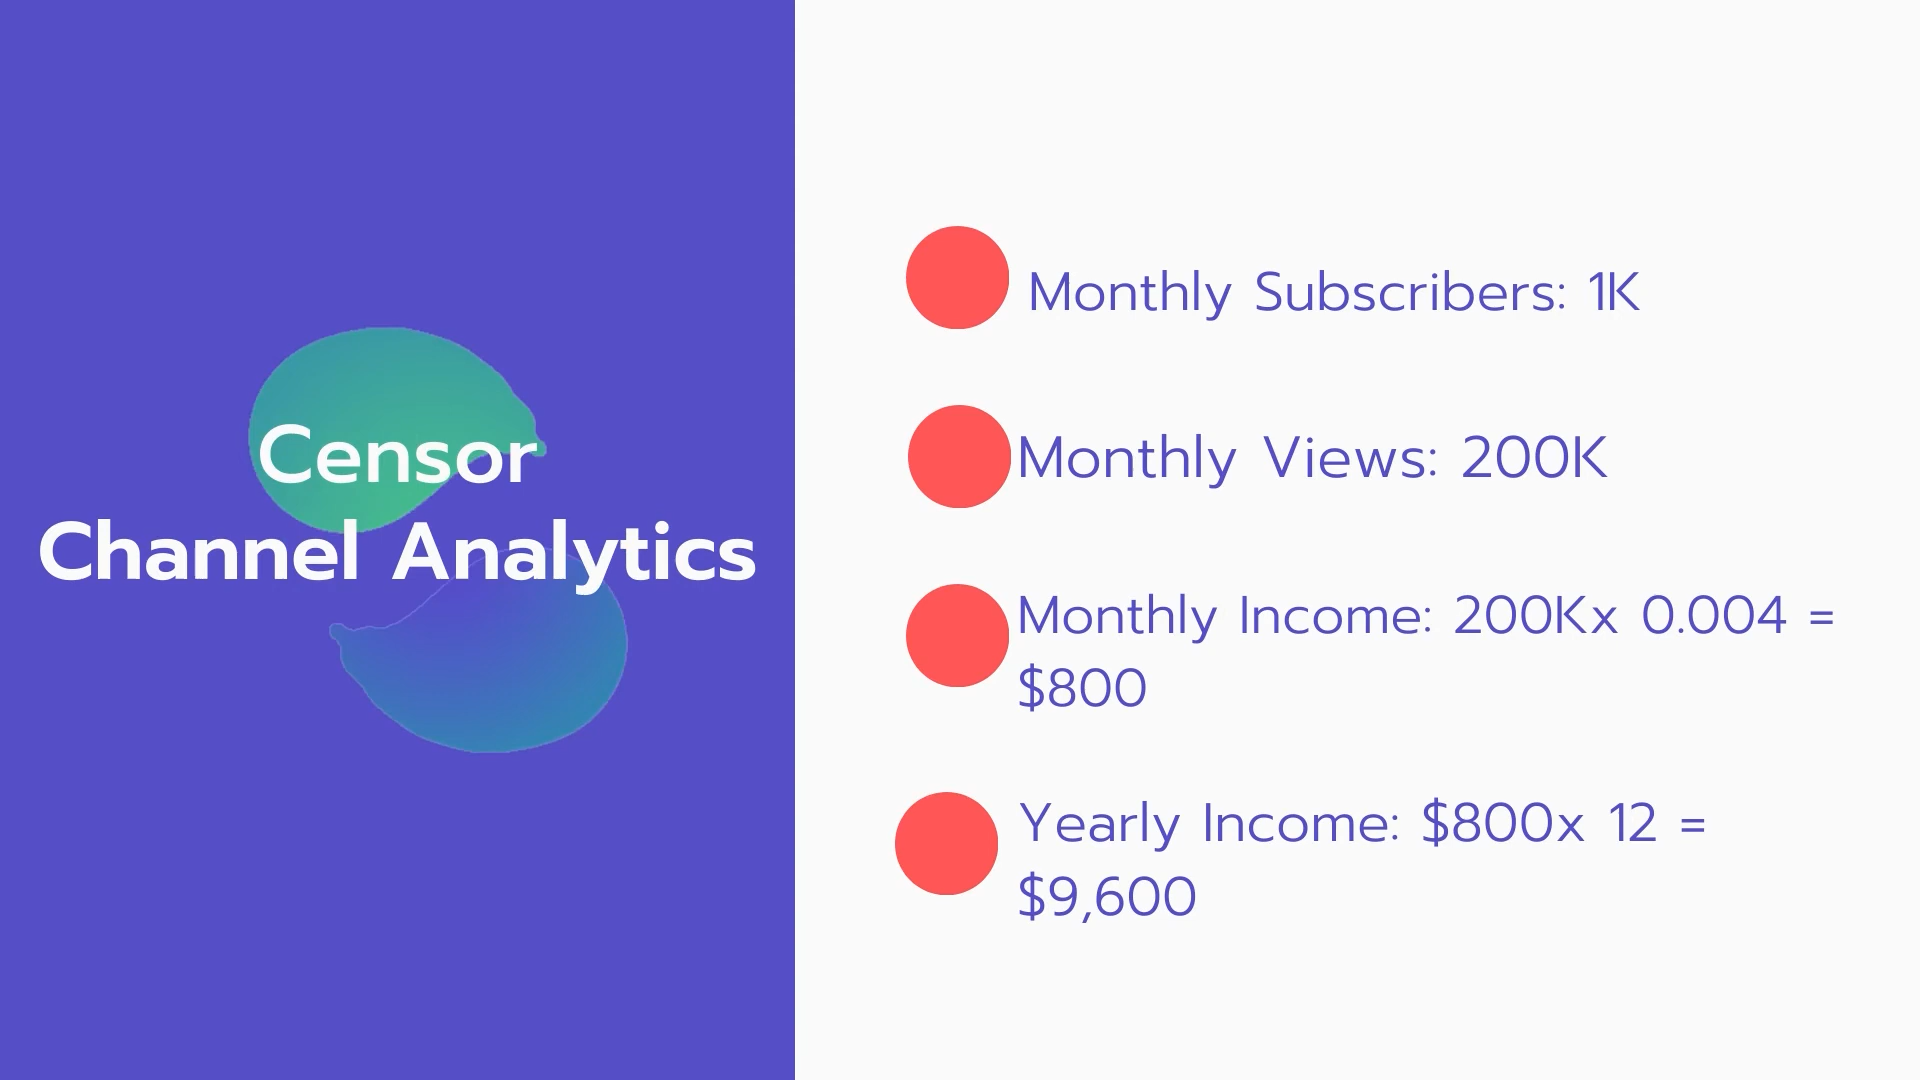 Censor
Channel Analytics
Monthly Subscribers: 1K
Monthly Views: 200K
Monthly Income: 200Kx 0.004 =
$800
Yearly Income: $800x 12 =
$9,600